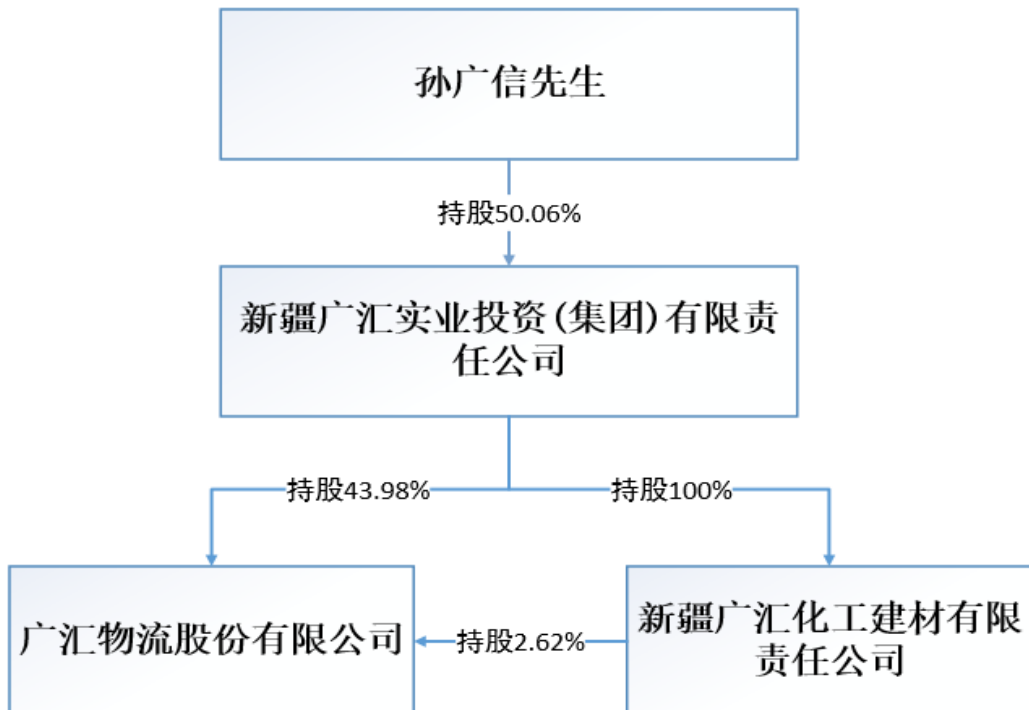 孙广信先生
持股50.06%
新疆广汇实业投资(集团)有限责
任公司
持股43.98%
持股100%
广汇物流股份有限公司
持股2.62%
新疆广汇化工建材有限
责任公司